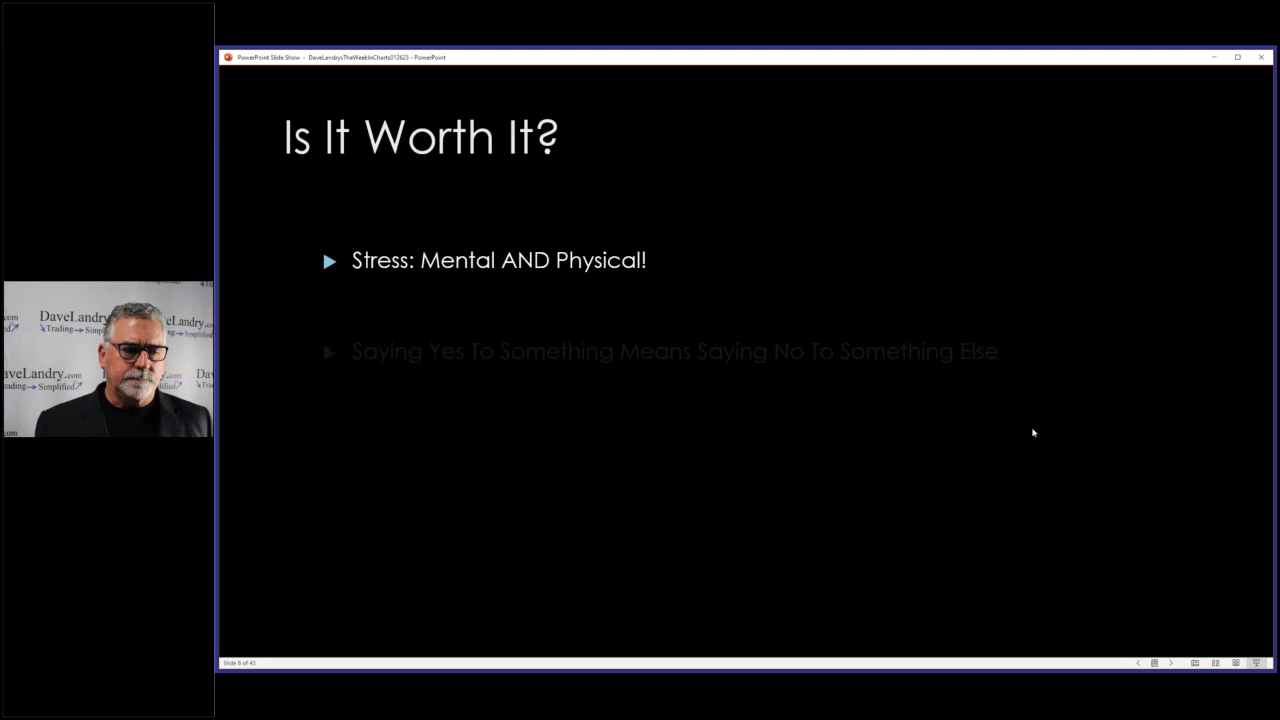 PowerPoint Slide Show - DaveLandrysTheWeekInCharts012623 - PowerPoint
Is It Worth It?
Stress: Mental AND Physical!
Saying Yes To Something Means Saying No To Something Else
DaveLandry.com
Trading Simplified
Slide 8 of 43